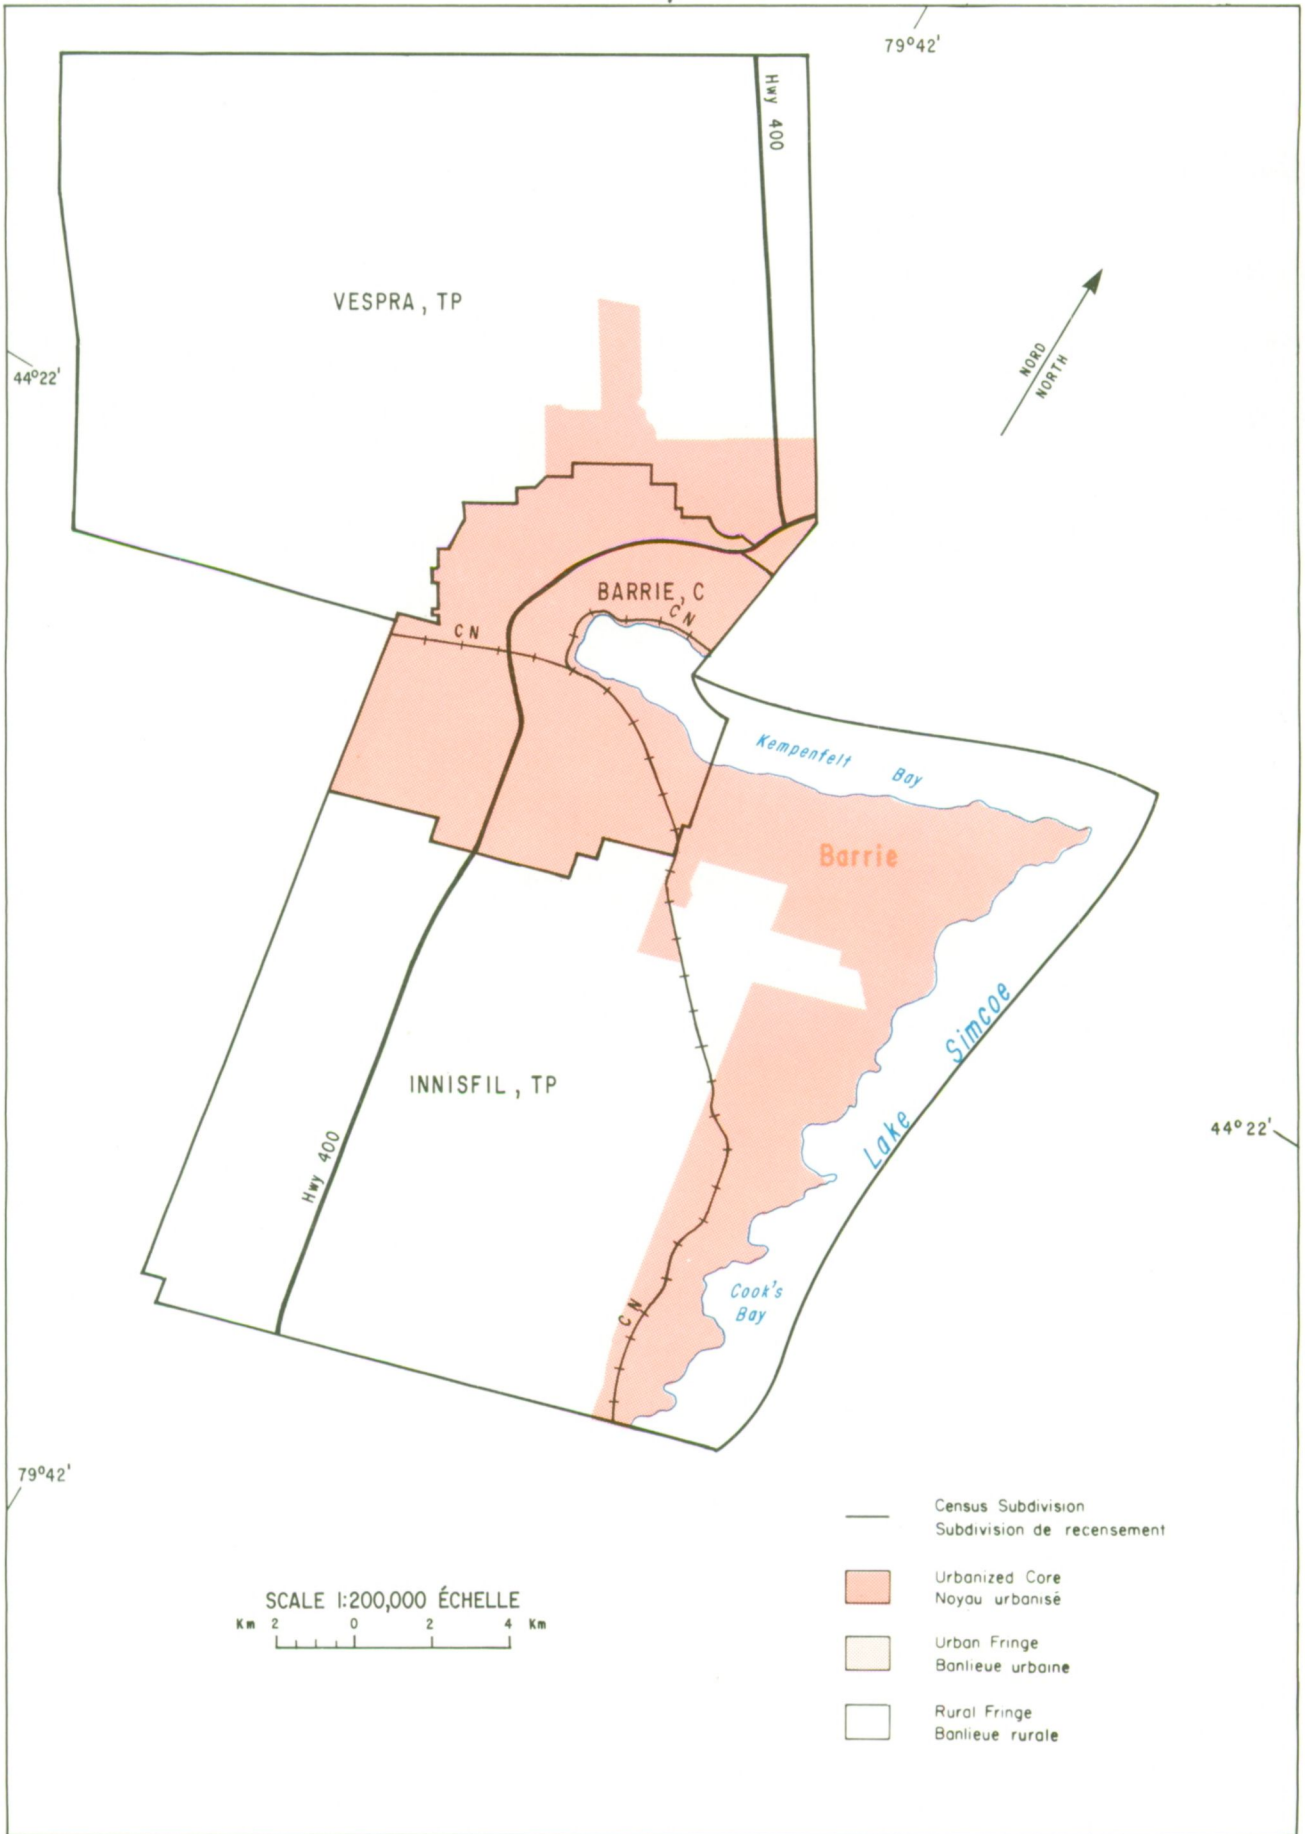 79°42'
Hwy 400
VESPRA, TP
44°22'
NORD
NORTH
BARRIE, C
CN
CN
Kempenfelt Bay
Barrie
Lake Simcoe
INNISFIL, TP
Hwy 400
44°22'
Cook's
Bay
CN
79°42'
Census Subdivision
Subdivision de recensement
Urbanized Core
Noyau urbanisé
Urban Fringe
Banlieue urbaine
Rural Fringe
Banlieue rurale
SCALE 1:200,000 ÉCHELLE
Km 2 0 2 4 Km